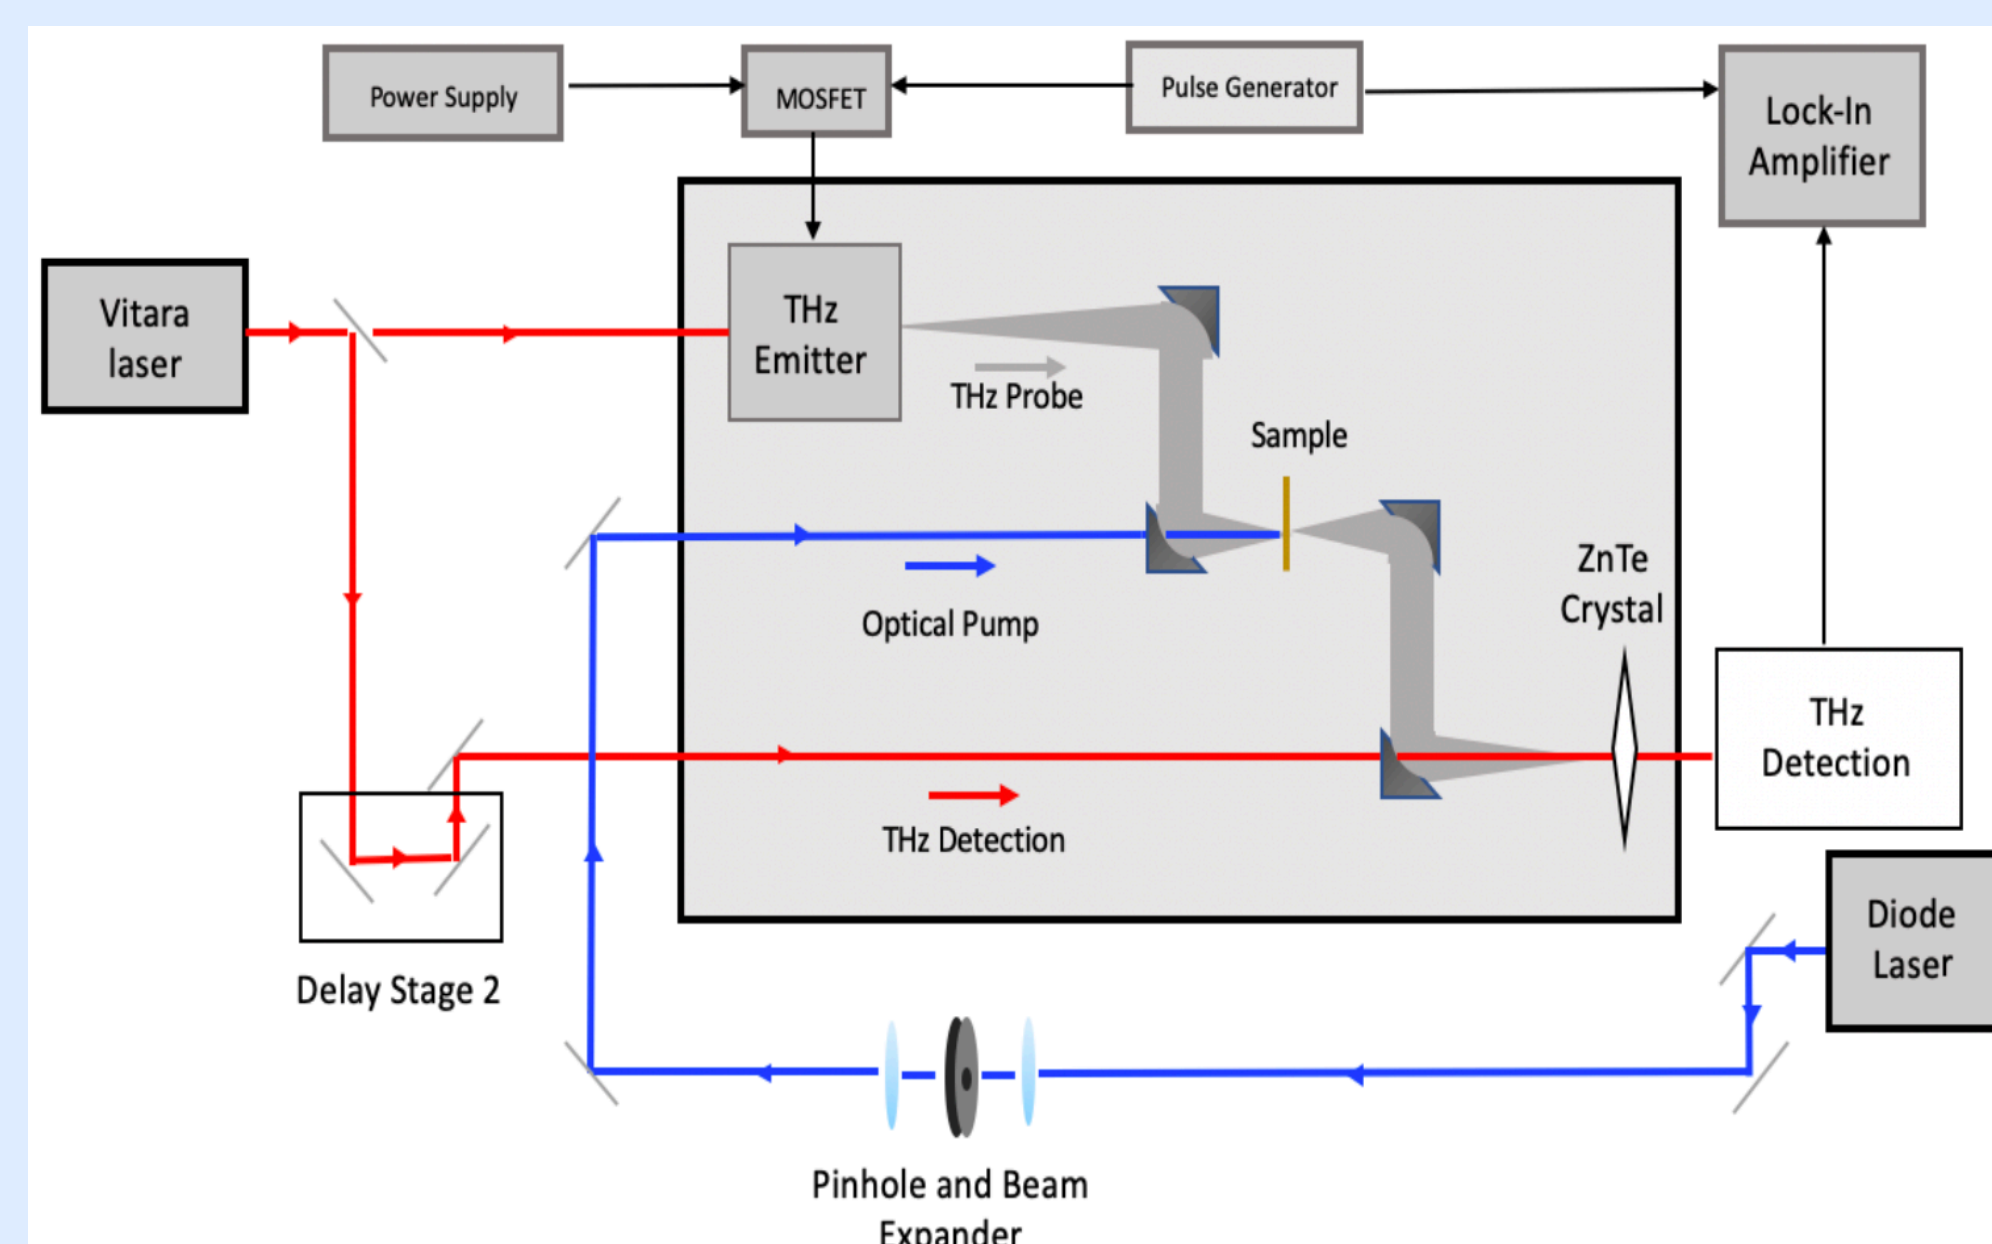 Power Supply
MOSFET
Pulse Generator
Lock-In
Amplifier
Vitara
laser
THz
Emitter
THz Probe
Sample
Optical Pump
ZnTe
Crystal
THz
Detection
THz Detection
Delay Stage 2
Diode
Laser
Pinhole and Beam
Expander